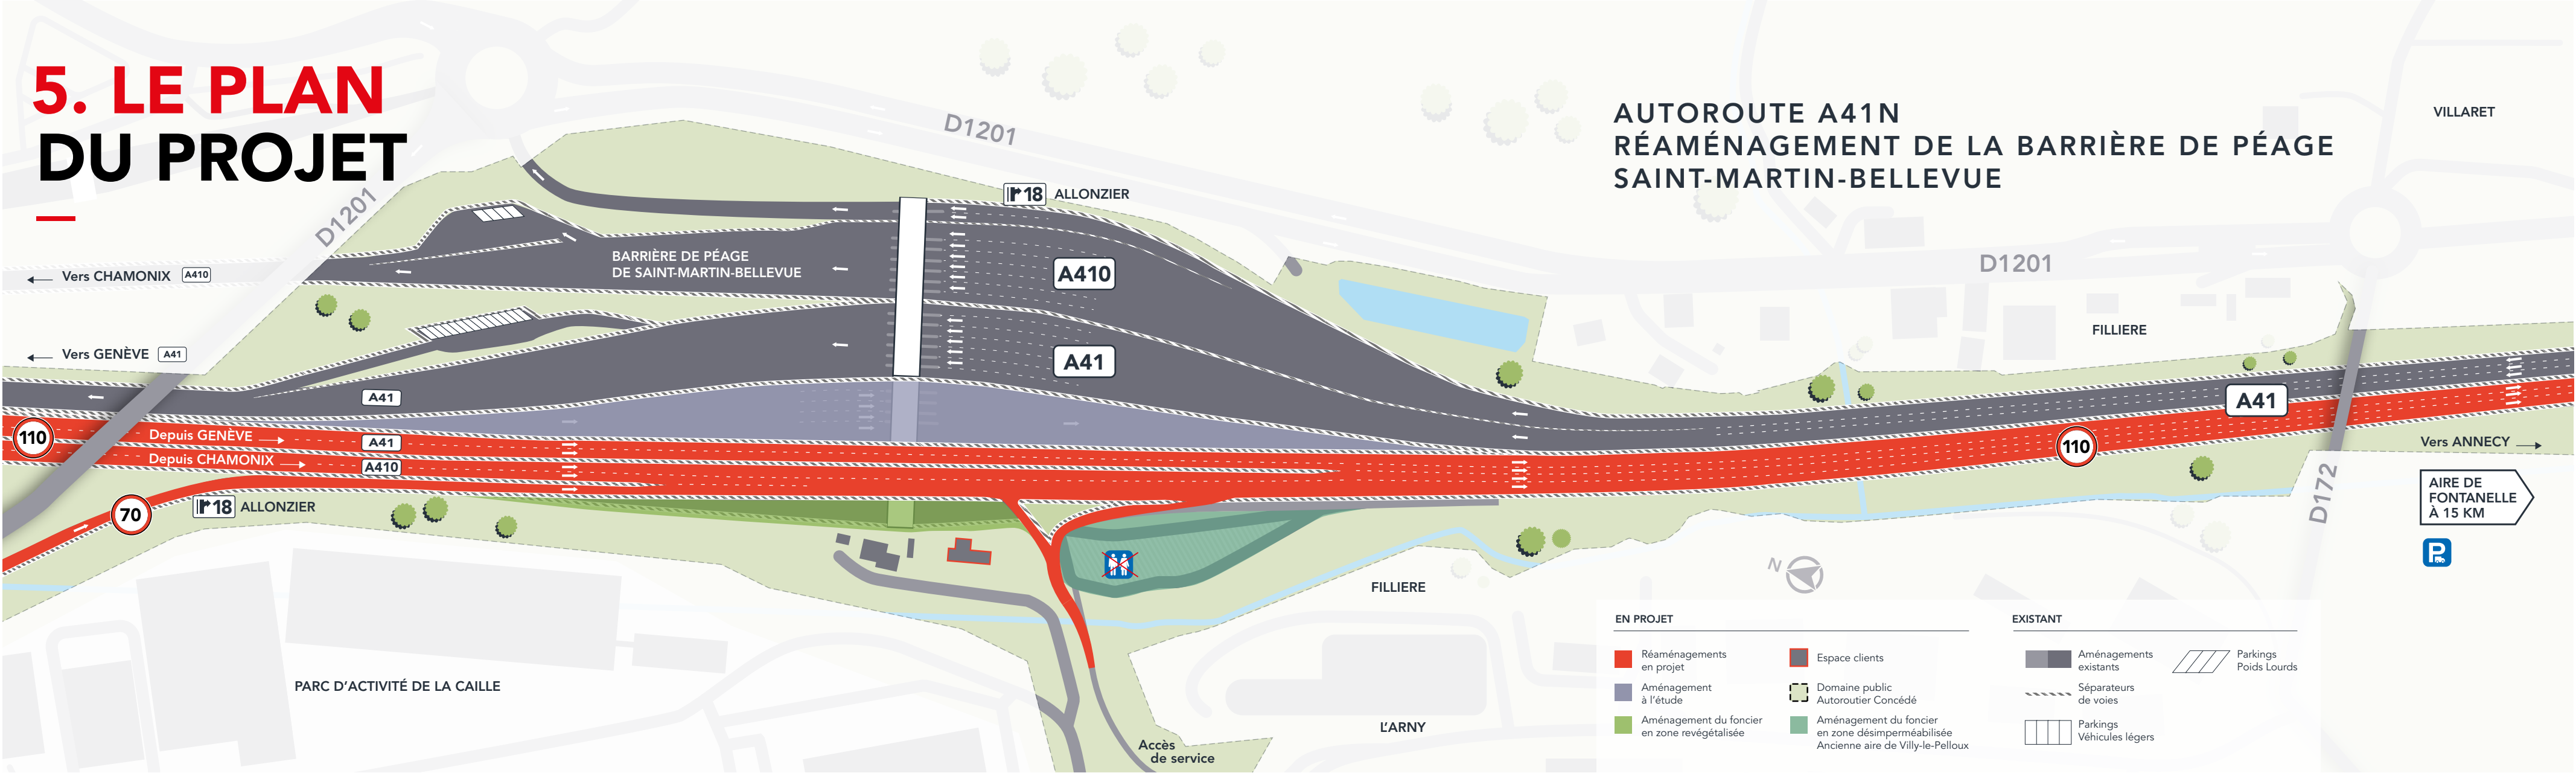 5. LE PLAN
DU PROJET
AUTOROUTE A41N
RÉAMÉNAGEMENT DE LA BARRIÈRE DE PÉAGE
SAINT-MARTIN-BELLEVUE
VILLARET
D1201
D1201
D1201
18 ALLONZIER
Vers CHAMONIX A410
BARRIÈRE DE PÉAGE
DE SAINT-MARTIN-BELLEVUE
A410
Vers GENÈVE A41
A41
FILLIERE
A41
A41
110
Depuis GENÈVE
A41
Depuis CHAMONIX
A410
110
Vers ANNECY
D172
70
18 ALLONZIER
AIRE DE
FONTANELLE
À 15 KM
P
N
FILLIERE
PARC D'ACTIVITÉ DE LA CAILLE
L'ARNY
Accès
de service
EN PROJET
Réaménagements
en projet
Aménagement
à l'étude
Aménagement du foncier
en zone revégétalisée
Espace clients
Domaine public
Autoroutier Concédé
Aménagement du foncier
en zone désimperméabilisée
Ancienne aire de Villy-le-Pelloux
EXISTANT
Aménagements
existants
Séparateurs
de voies
Parkings
Véhicules légers
Parkings
Poids Lourds